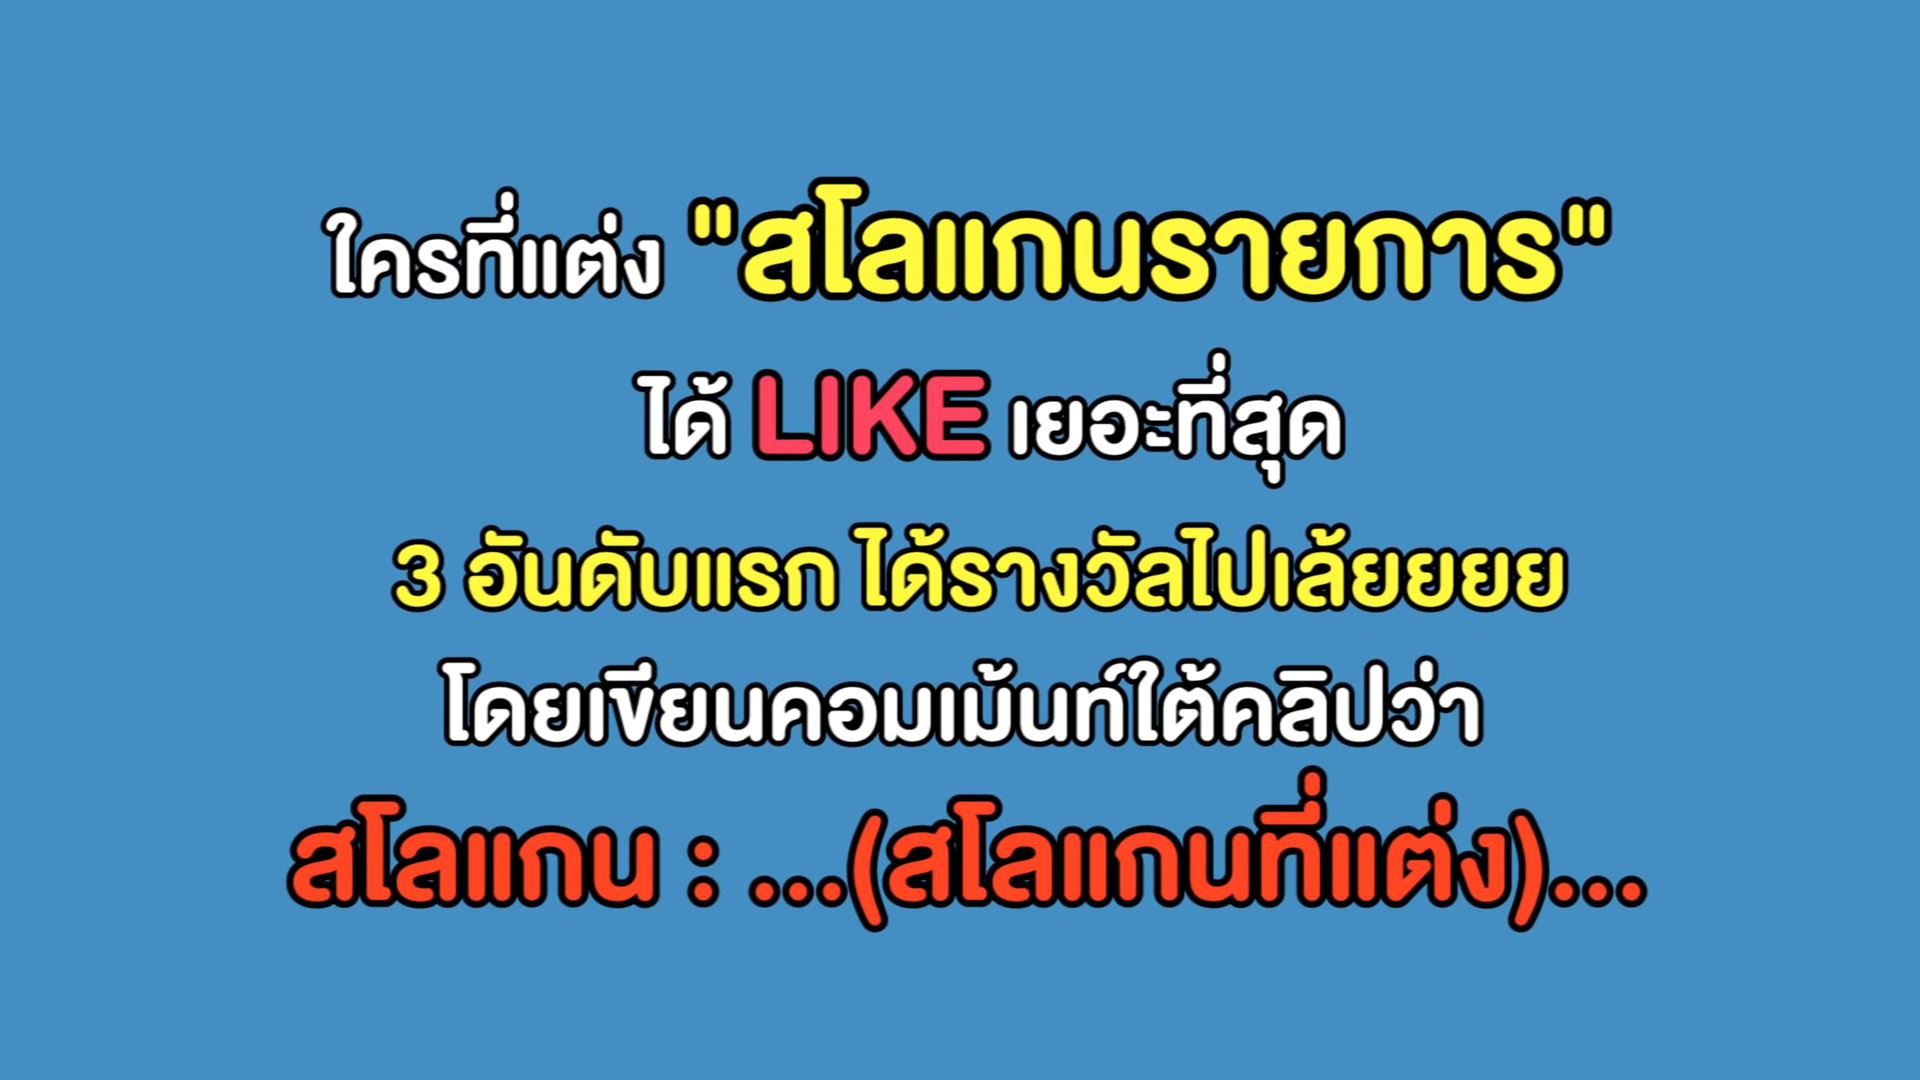 ใครที่แต่ง "สโลแกนรายการ"
ได้ LIKE เยอะที่สุด
3 อันดับแรก ได้รางวัลไปเล้ยยยย
โดยเขียนคอมเม้นท์ใต้คลิปว่า
สโลแกน : ...(สโลแกนที่แต่ง)...